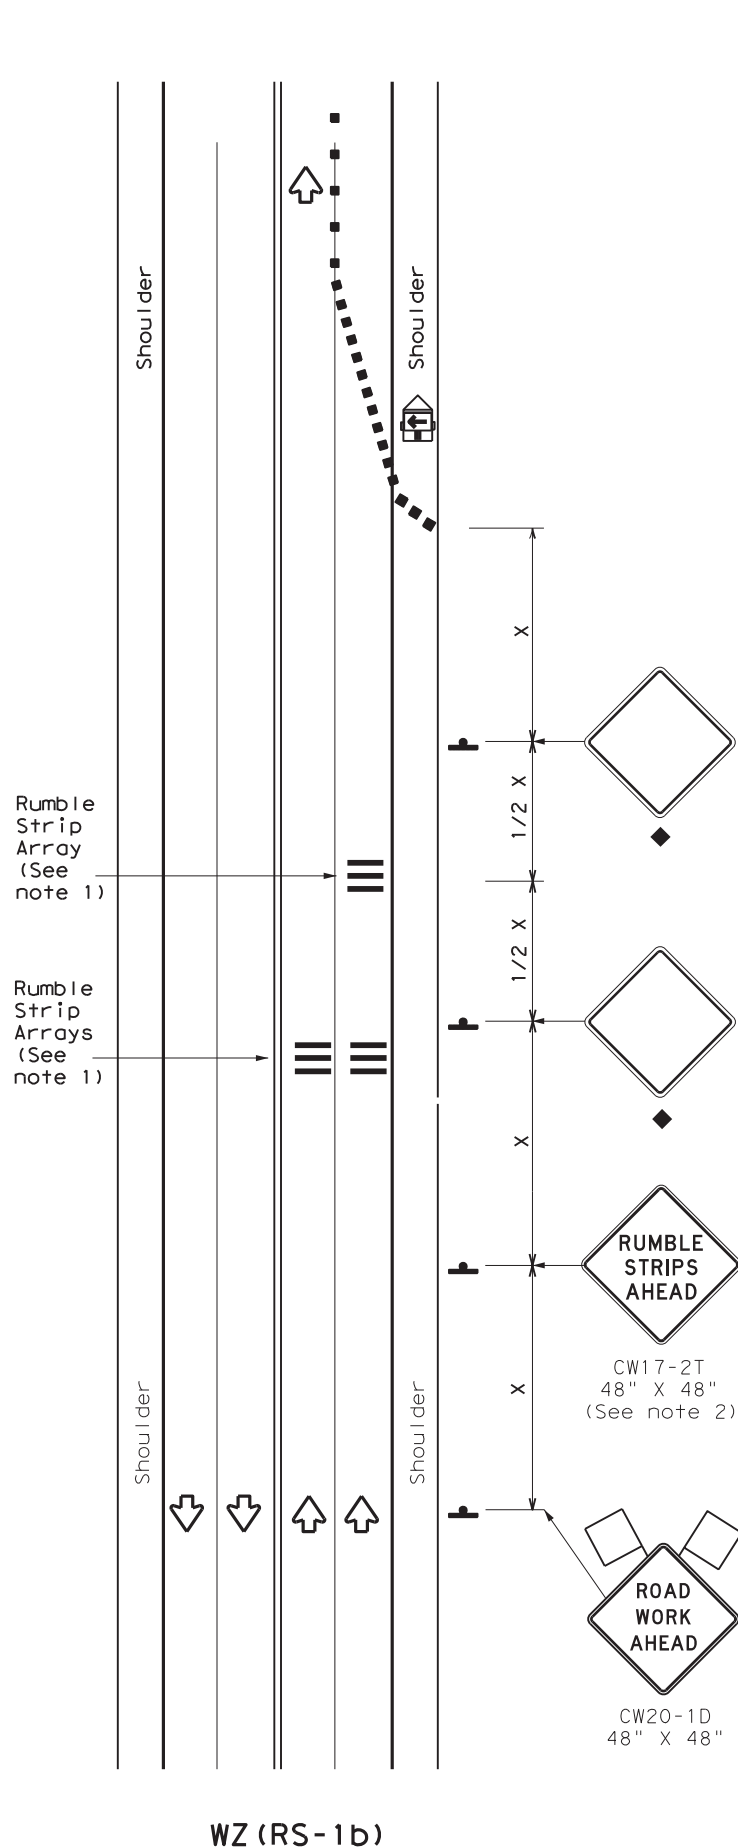 Shoulder
Shoulder
X
1/2 X
Rumble
Strip
Array
(See
note 1)
1/2 X
Rumble
Strip
Arrays
(See
note 1)
X
RUMBLE
STRIPS
AHEAD
CW17-2T
48" X 48"
(See note 2)
X
Shoulder
Shoulder
ROAD
WORK
AHEAD
CW20-1D
48" X 48"
WZ(RS-1b)